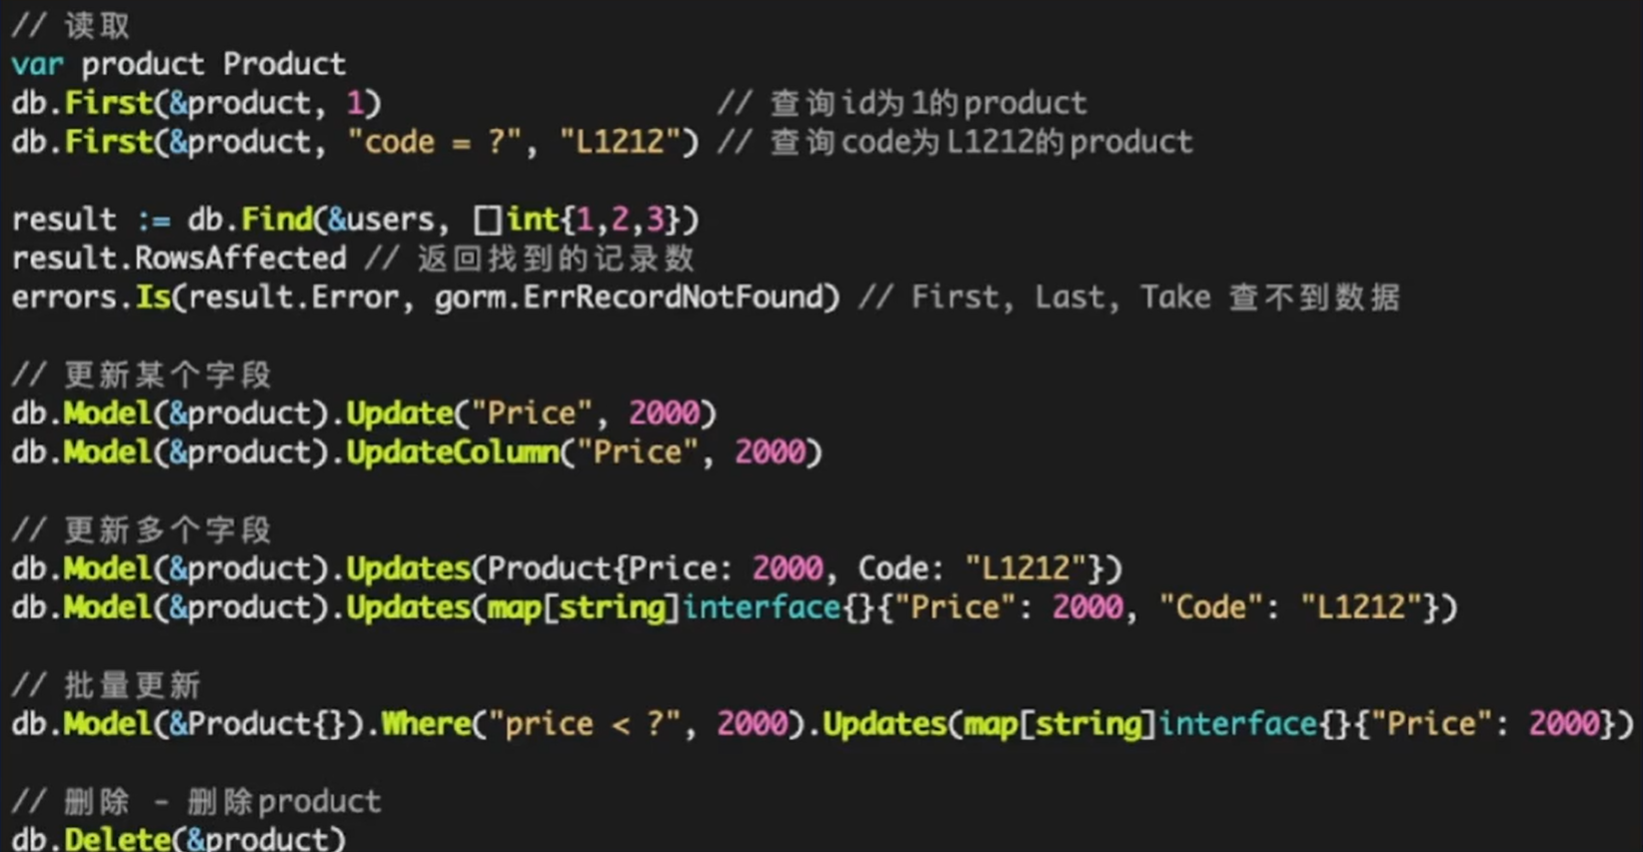 // 读取
var product Product
db.First(&product, 1) // 查询id为1的product
db.First(&product, "code = ?", "L1212") // 查询code为L1212的product
result := db.Find(&users, []int{1,2,3})
result.RowsAffected // 返回找到的记录数
errors.Is(result.Error, gorm.ErrRecordNotFound) // First, Last, Take 查不到数据
// 更新某个字段
db.Model(&product).Update("Price", 2000)
db.Model(&product).UpdateColumn("Price", 2000)
// 更新多个字段
db.Model(&product).Updates(Product{Price: 2000, Code: "L1212"})
db.Model(&product).Updates(map[string]interface{}{"Price": 2000, "Code": "L1212"})
// 批量更新
db.Model(&Product{}).Where("price < ?", 2000).Updates(map[string]interface{}{"Price": 2000})
// 删除 - 删除product
db.Delete(&product)